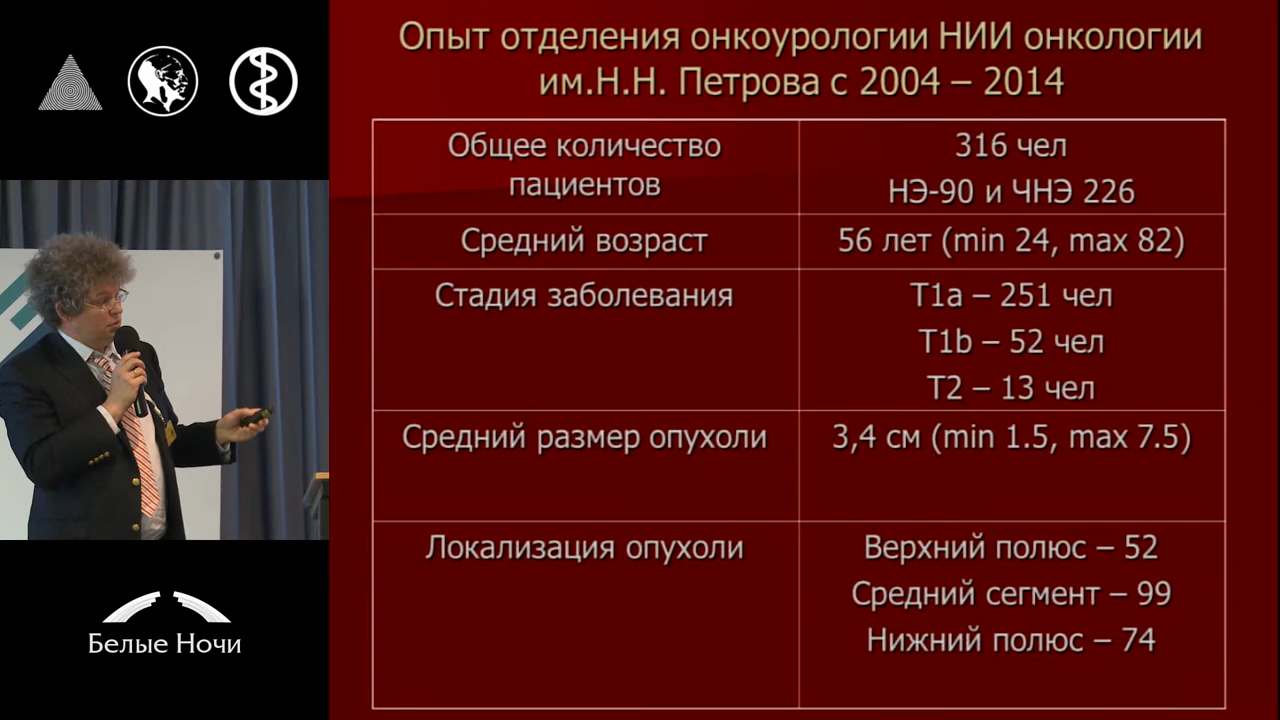 Опыт отделения онкоурологии НИИ онкологии
им.Н.Н. Петрова с 2004 – 2014
Общее количество
пациентов
316 чел
НЭ-90 и ЧНЭ 226
Средний возраст
56 лет (min 24, max 82)
Стадия заболевания
T1a – 251 чел
T1b – 52 чел
T2 – 13 чел
Средний размер опухоли
3,4 см (min 1.5, max 7.5)
Локализация опухоли
Верхний полюс – 52
Средний сегмент – 99
Нижний полюс – 74
Белые Ночи